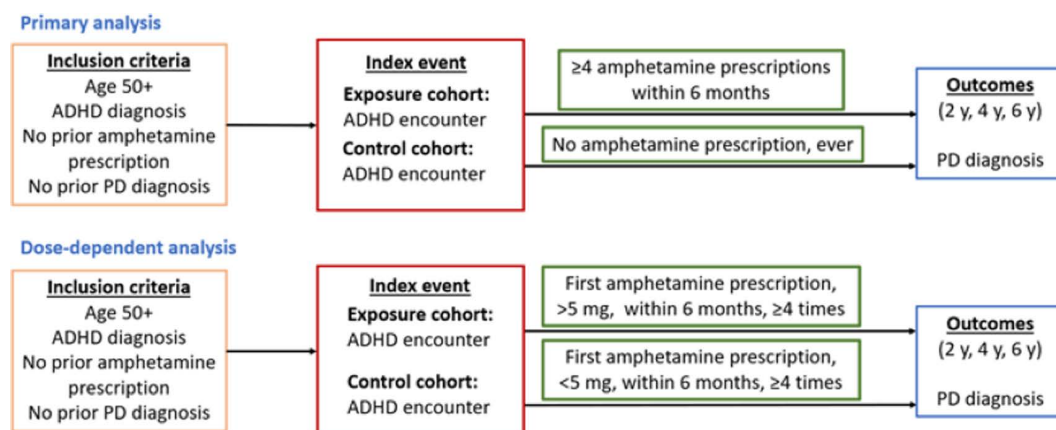 Primary analysis
Inclusion criteria
Age 50+
ADHD diagnosis
No prior amphetamine
prescription
No prior PD diagnosis
Index event
Exposure cohort:
ADHD encounter
Control cohort:
ADHD encounter
≥4 amphetamine prescriptions
within 6 months
No amphetamine prescription, ever
Outcomes
(2 y, 4 y, 6 y)
PD diagnosis
Dose-dependent analysis
Inclusion criteria
Age 50+
ADHD diagnosis
No prior amphetamine
prescription
No prior PD diagnosis
Index event
Exposure cohort:
ADHD encounter
Control cohort:
ADHD encounter
First amphetamine prescription,
>5 mg, within 6 months, ≥4 times
First amphetamine prescription,
<5 mg, within 6 months, ≥4 times
Outcomes
(2 y, 4 y, 6 y)
PD diagnosis